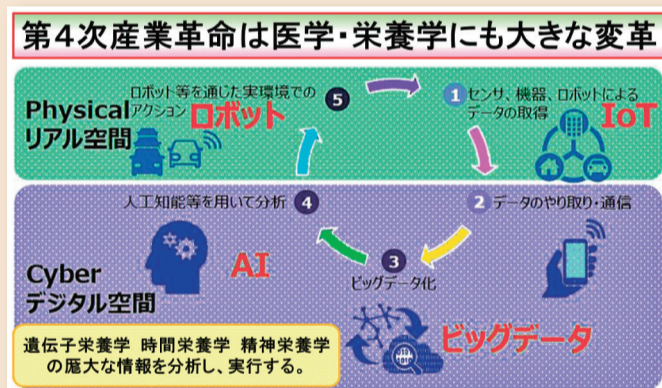 第4次産業革命は医学・栄養学にも大きな変革
ロボット等を通じた実環境での
アクション
ロボット
Physical
リアル空間
5
1
センサ、機器、ロボットによる
データの取得
IoT
人工知能等を用いて分析
4
AI
2
データのやり取り・通信
3
ビッグデータ化
Cyber
デジタル空間
ビッグデータ
遺伝子栄養学 時間栄養学 精神栄養学
の厖大な情報を分析し、実行する。